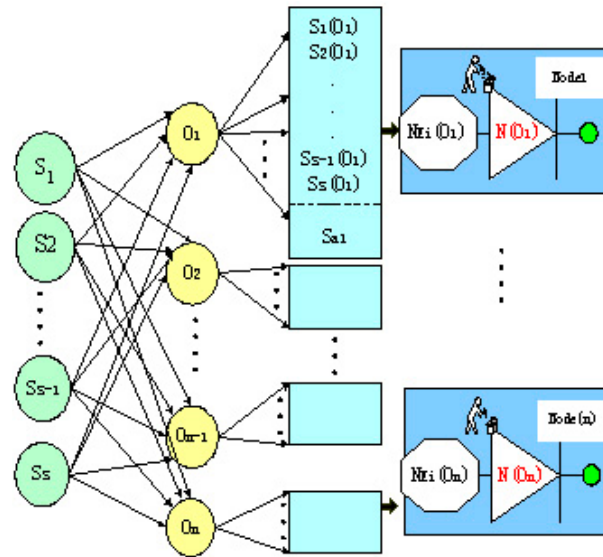 S1
S2
Ss-1
Ss
O1
O2
On-1
On
S1(O1)
S2(O1)
Ss-1(O1)
Ss(O1)
Sa1
Node1
N(O1)
Node(n)
N(On)